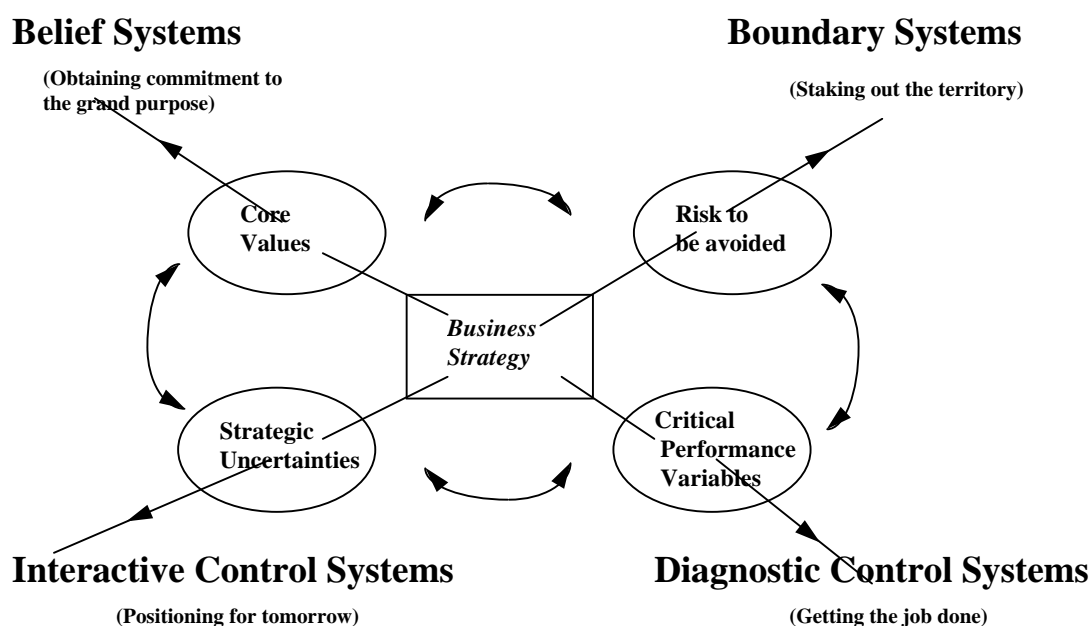 Belief Systems
Boundary Systems
(Obtaining commitment to
the grand purpose)
(Staking out the territory)
Core
Values
Risk to
be avoided
Business
Strategy
Strategic
Uncertainties
Critical
Performance
Variables
Interactive Control Systems
Diagnostic Control Systems
(Positioning for tomorrow)
(Getting the job done)